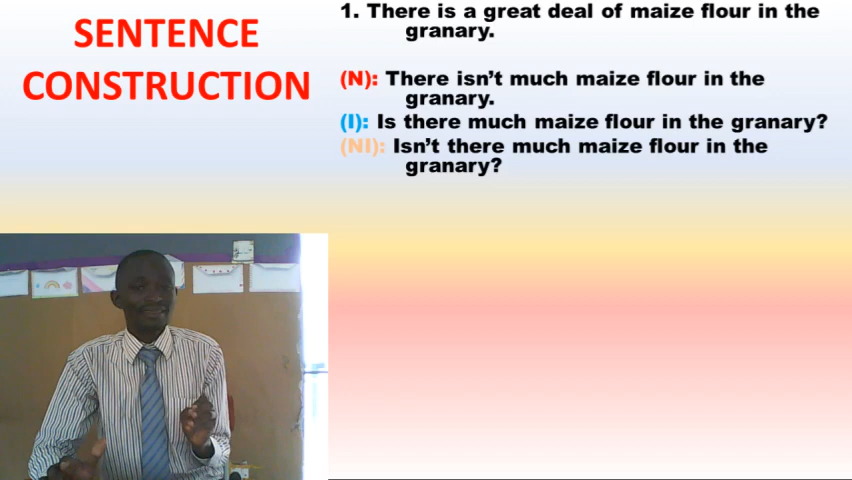 SENTENCE
CONSTRUCTION
1. There is a great deal of maize flour in the
granary.
(N): There isn’t much maize flour in the
granary.
(I): Is there much maize flour in the granary?
(NI): Isn’t there much maize flour in the
granary?